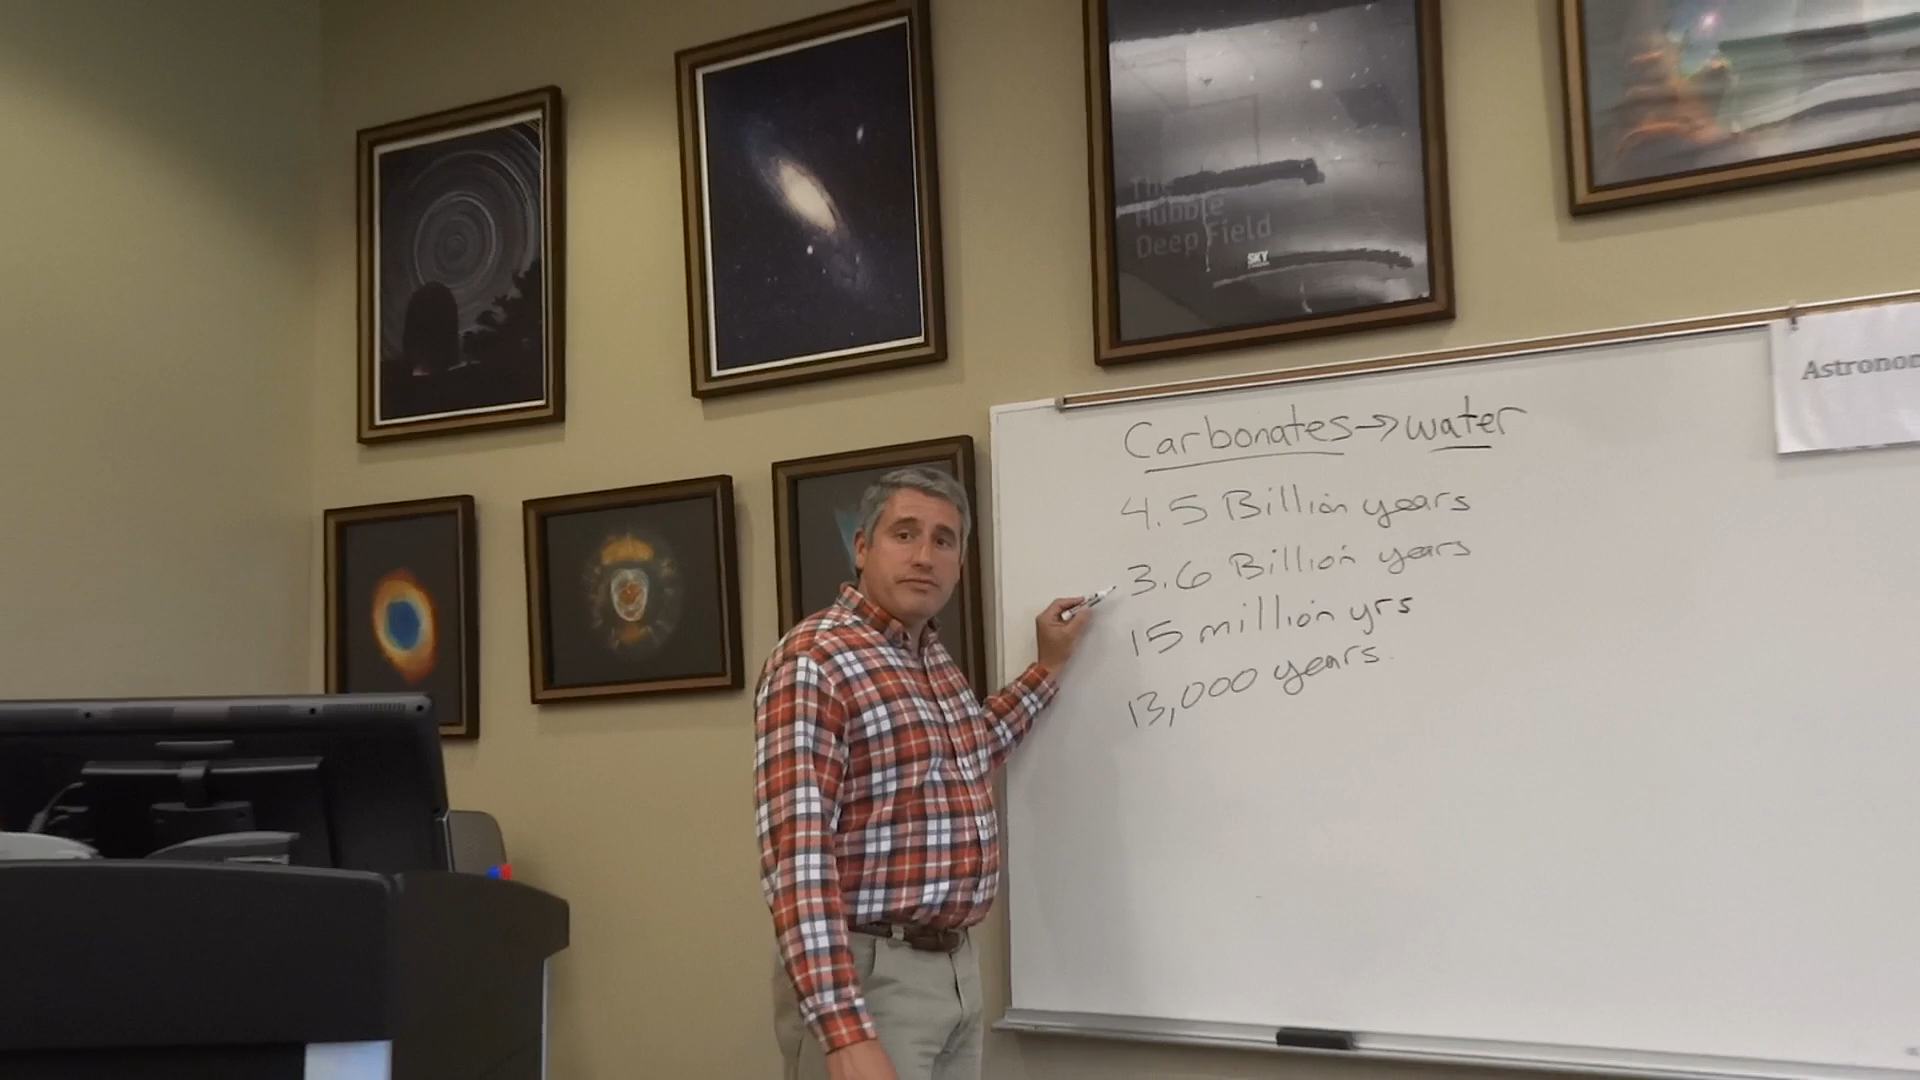 The
Hubble
Deep Field
SKY
Carbonates→water
4.5 Billion years
3.6 Billion years
15 million yrs
13,000 years.